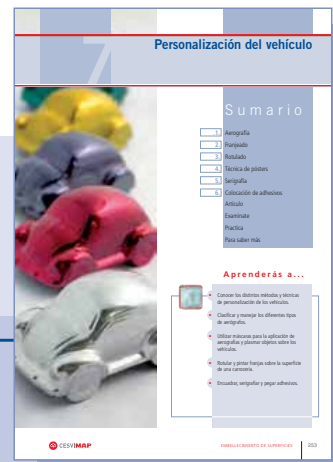 7
Personalización del vehículo
Sumario
1. Aerografía
2. Franjeado
3. Rotulado
4. Técnica de pósters
5. Serigrafía
6. Colocación de adhesivos
Artículo
Examínate
Practica
Para saber más
Aprenderás a...
Conocer los distintos métodos y técnicas
de personalización de los vehículos.
Clasificar y manejar los diferentes tipos
de aerógrafos.
Utilizar máscaras para la aplicación de
aerografías y plasmar objetos sobre los
vehículos.
Rotular y pintar franjas sobre la superficie
de una carrocería.
Encuadrar, serigrafiar y pegar adhesivos.
CESVIMAP
EMBELLECIMIENTO DE SUPERFICIES
203